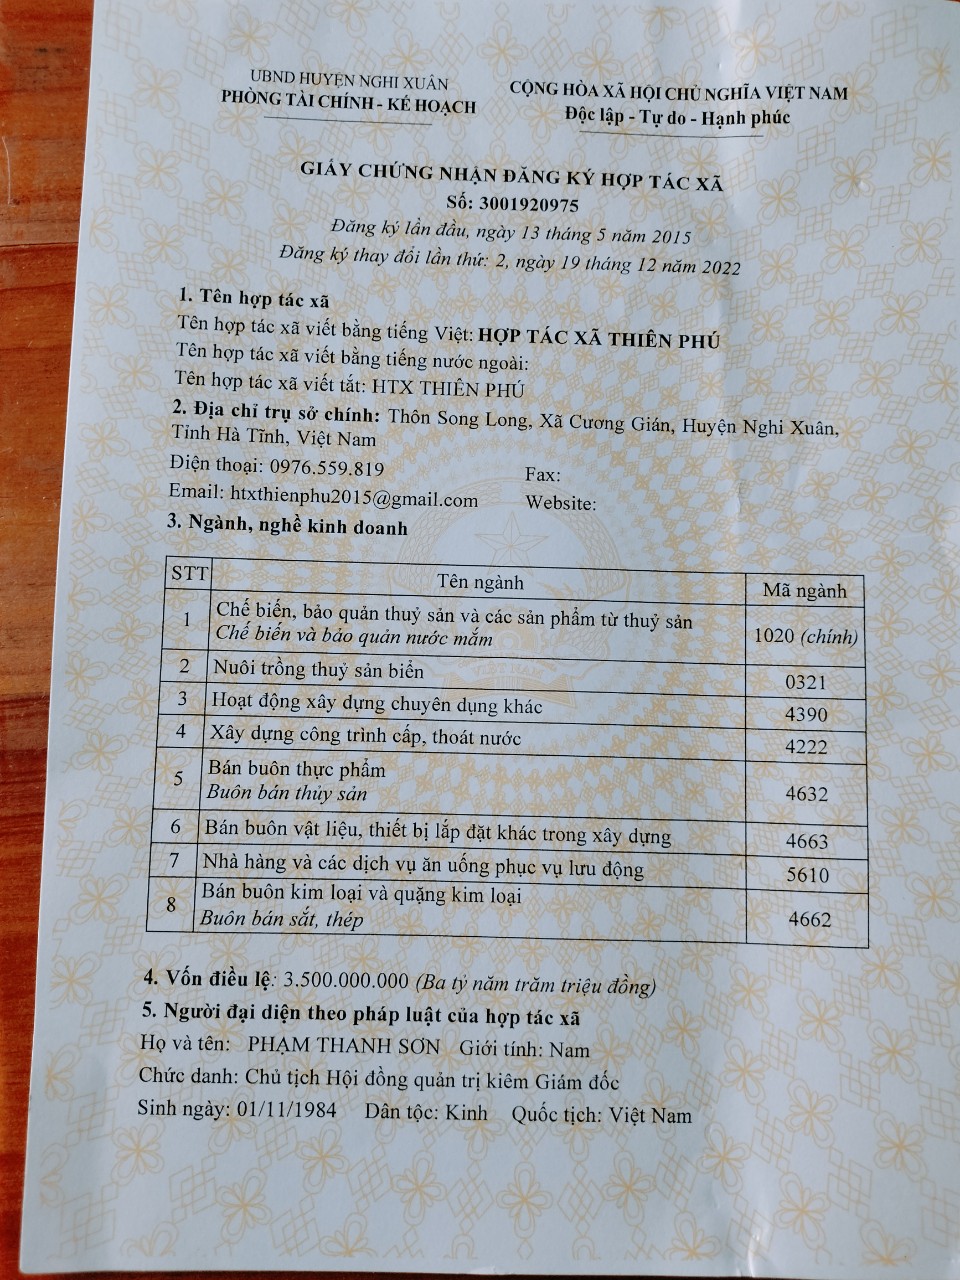 UBND HUYỆN NGHI XUÂN
PHÒNG TÀI CHÍNH - KẾ HOẠCH
CỘNG HÒA XÃ HỘI CHỦ NGHĨA VIỆT NAM
Độc lập - Tự do - Hạnh phúc
GIẤY CHỨNG NHẬN ĐĂNG KÝ HỢP TÁC XÃ
Số: 3001920975
Đăng ký lần đầu, ngày 13 tháng 5 năm 2015
Đăng ký thay đổi lần thứ: 2, ngày 19 tháng 12 năm 2022
1. Tên hợp tác xã
Tên hợp tác xã viết bằng tiếng Việt: HỢP TÁC XÃ THIÊN PHÚ
Tên hợp tác xã viết bằng tiếng nước ngoài:
Tên hợp tác xã viết tắt: HTX THIÊN PHÚ
2. Địa chỉ trụ sở chính: Thôn Song Long, Xã Cương Gián, Huyện Nghi Xuân,
Tỉnh Hà Tĩnh, Việt Nam
Điện thoại: 0976.559.819 Fax:
Email: htxthienphu2015@gmail.com Website:
3. Ngành, nghề kinh doanh
STT Tên ngành Mã ngành
1 Chế biến, bảo quản thuỷ sản và các sản phẩm từ thuỷ sản 1020 (chính)
Chế biến và bảo quản nước mắm
2 Nuôi trồng thuỷ sản biển 0321
3 Hoạt động xây dựng chuyên dụng khác 4390
4 Xây dựng công trình cấp, thoát nước 4222
5 Bán buôn thực phẩm 4632
Buôn bán thủy sản
6 Bán buôn vật liệu, thiết bị lắp đặt khác trong xây dựng 4663
7 Nhà hàng và các dịch vụ ăn uống phục vụ lưu động 5610
8 Bán buôn kim loại và quặng kim loại 4662
Buôn bán sắt, thép
4. Vốn điều lệ: 3.500.000.000 (Ba tỷ năm trăm triệu đồng)
5. Người đại diện theo pháp luật của hợp tác xã
Họ và tên: PHẠM THANH SƠN Giới tính: Nam
Chức danh: Chủ tịch Hội đồng quản trị kiêm Giám đốc
Sinh ngày: 01/11/1984 Dân tộc: Kinh Quốc tịch: Việt Nam